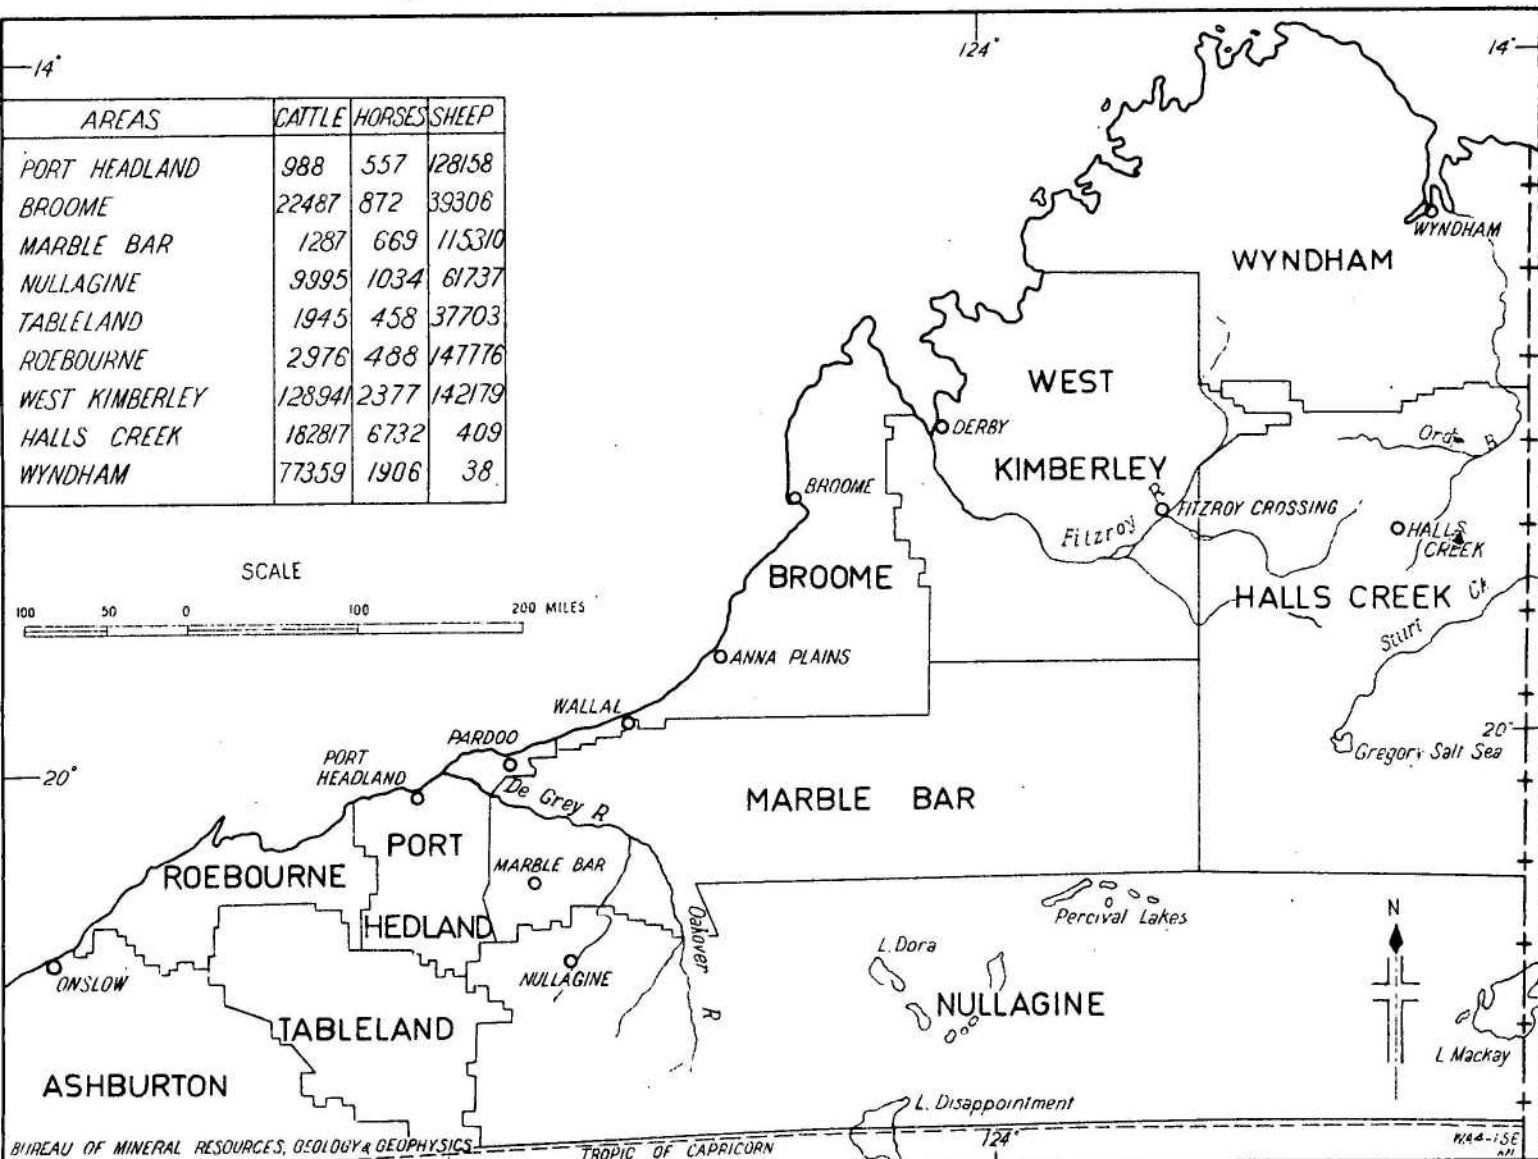 124°
14°
14°
AREAS CATTLE HORSES SHEEP
PORT HEADLAND 988 557 128158
BROOME 22487 872 39306
MARBLE BAR 1287 669 115310
NULLAGINE 9995 1034 61737
TABLELAND 1945 458 37703
ROEBOURNE 2976 488 147776
WEST KIMBERLEY 128941 2377 142179
HALLS CREEK 182817 6732 409
WYNDHAM 77359 1906 38
WYNDHAM
WYNDHAM
WEST
KIMBERLEY
DERBY
Ord R
BROOME
R
FITZROY CROSSING
Fitzroy
HALLS
CREEK
SCALE
BROOME
HALLS CREEK
Ck
100 50 0 100 200 MILES
Sturt
ANNA PLAINS
WALLAL
20°
Gregory Salt Sea
PARDOO
PORT
HEADLAND
20°
De Grey R
MARBLE BAR
PORT
HEDLAND
ROEBOURNE
MARBLE BAR
Percival Lakes
N
Oakover R
L. Dora
ONSLOW
NULLAGINE
NULLAGINE
TABLELAND
L Mackay
ASHBURTON
L. Disappointment
BUREAU OF MINERAL RESOURCES, GEOLOGY & GEOPHYSICS
TROPIC OF CAPRICORN
124°